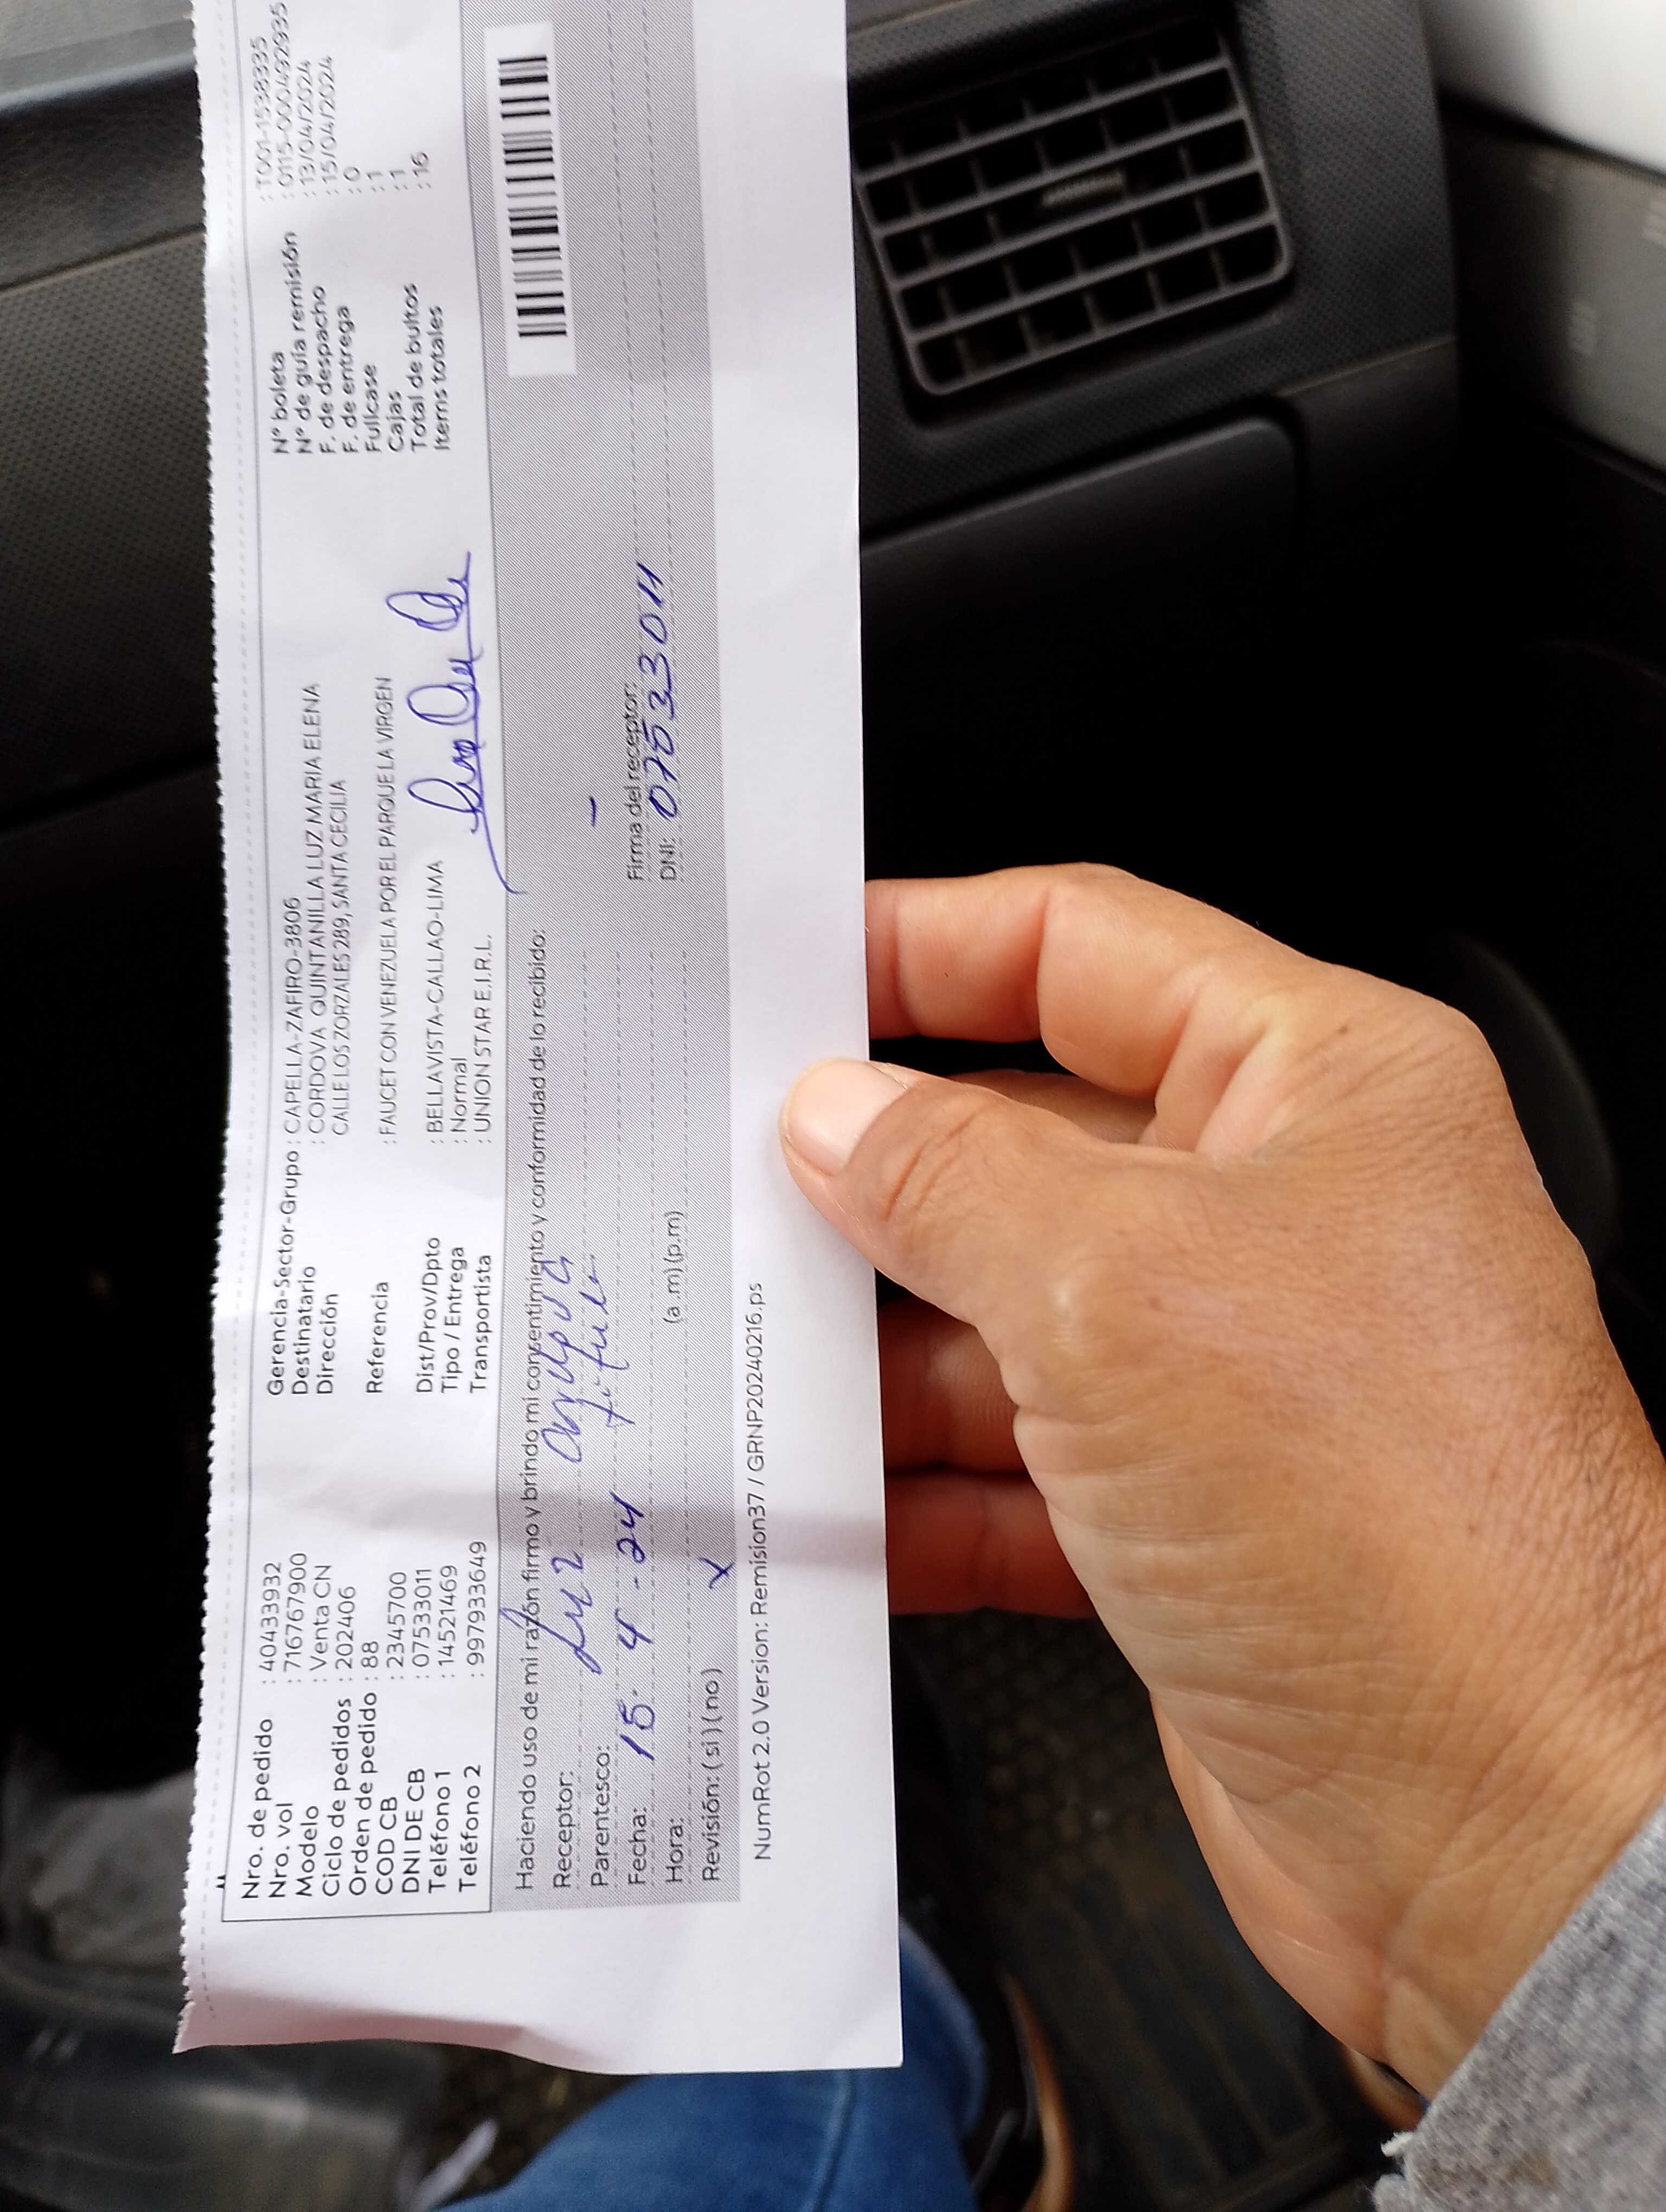 Nro. de pedido : 40433932
Nro. vol : 716767900
Modelo : Venta CN
Ciclo de pedidos : 202406
Orden de pedido : 88
COD CB : 2345700
DNI DE CB : 07533011
Teléfono 1 : 14521469
Teléfono 2 : 997933649
Gerencia-Sector-Grupo : CAPELLA-ZAFIRO-3806
Destinatario : CORDOVA QUINTANILLA LUZ MARIA ELENA
Dirección CALLE LOS ZORZALES 289, SANTA CECILIA
Referencia : FAUCET CON VENEZUELA POR EL PARQUE LA VIRGEN
Dist/Prov/Dpto : BELLAVISTA-CALLAO-LIMA
Tipo / Entrega : Normal
Transportista : UNION STAR E.I.R.L.
N° boleta : T001-1538335
N° de guía remisión : 0115-0004929935
F. de despacho : 13/04/2024
F. de entrega : 15/04/2024
Fullcase : 0
Cajas : 1
Total de bultos : 1
Items totales : 16
Haciendo uso de mi razón firmo y brindo mi consentimiento y conformidad de lo recibido:
Receptor: Luz
Parentesco: titular
Fecha: 15. 4 - 24
Firma del receptor:
Hora: (a .m) (p.m)
DNI: 07533011
Revisión: ( si ) ( no ) x
NumRot 2.0 Version: Remision37 / GRNP20240216.ps